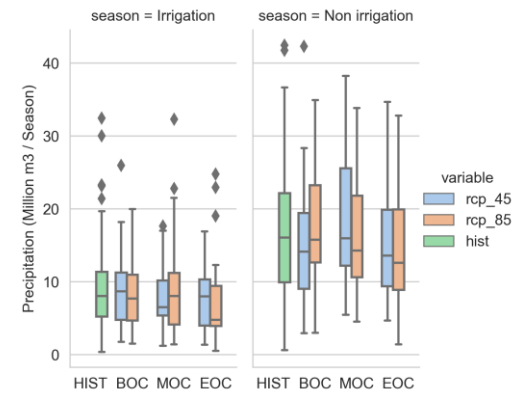 season = Irrigation
season = Non irrigation
Precipitation (Million m3 / Season)
40
30
20
10
0
HIST BOC MOC EOC
HIST BOC MOC EOC
variable
rcp_45
rcp_85
hist